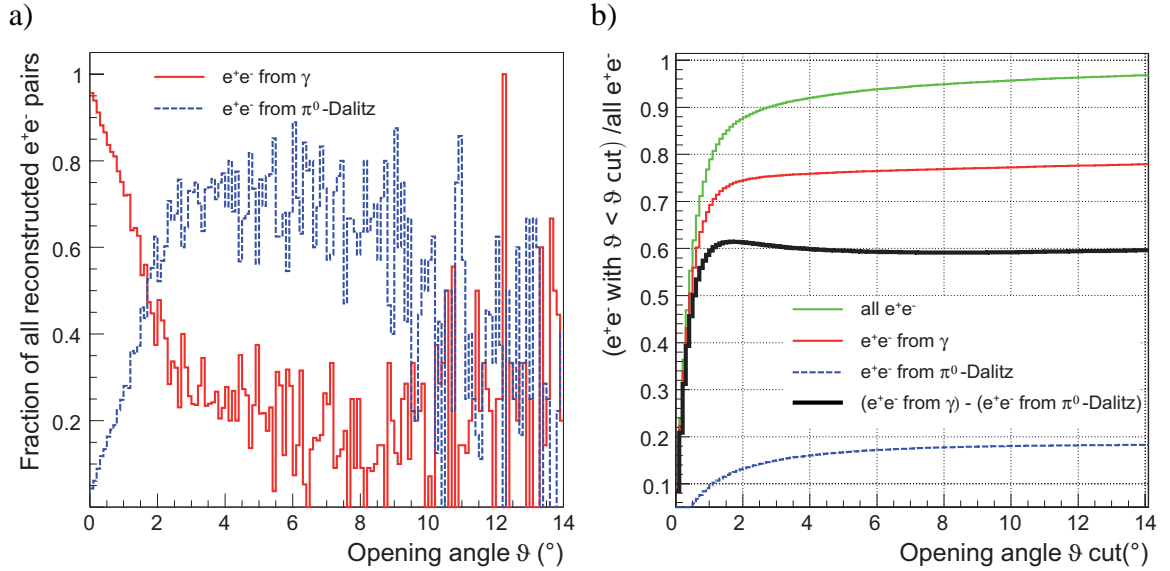 a)
Fraction of all reconstructed e⁺e⁻ pairs
1
0.8
0.6
0.4
0.2
0 2 4 6 8 10 12 14
e⁺e⁻ from γ
e⁺e⁻ from π⁰-Dalitz
Opening angle ϑ (°)
b)
(e⁺e⁻ with ϑ < ϑ cut) /all e⁺e⁻
1
0.9
0.8
0.7
0.6
0.5
0.4
0.3
0.2
0.1
0 2 4 6 8 10 12 14
all e⁺e⁻
e⁺e⁻ from γ
e⁺e⁻ from π⁰-Dalitz
(e⁺e⁻ from γ) - (e⁺e⁻ from π⁰-Dalitz)
Opening angle ϑ cut(°)